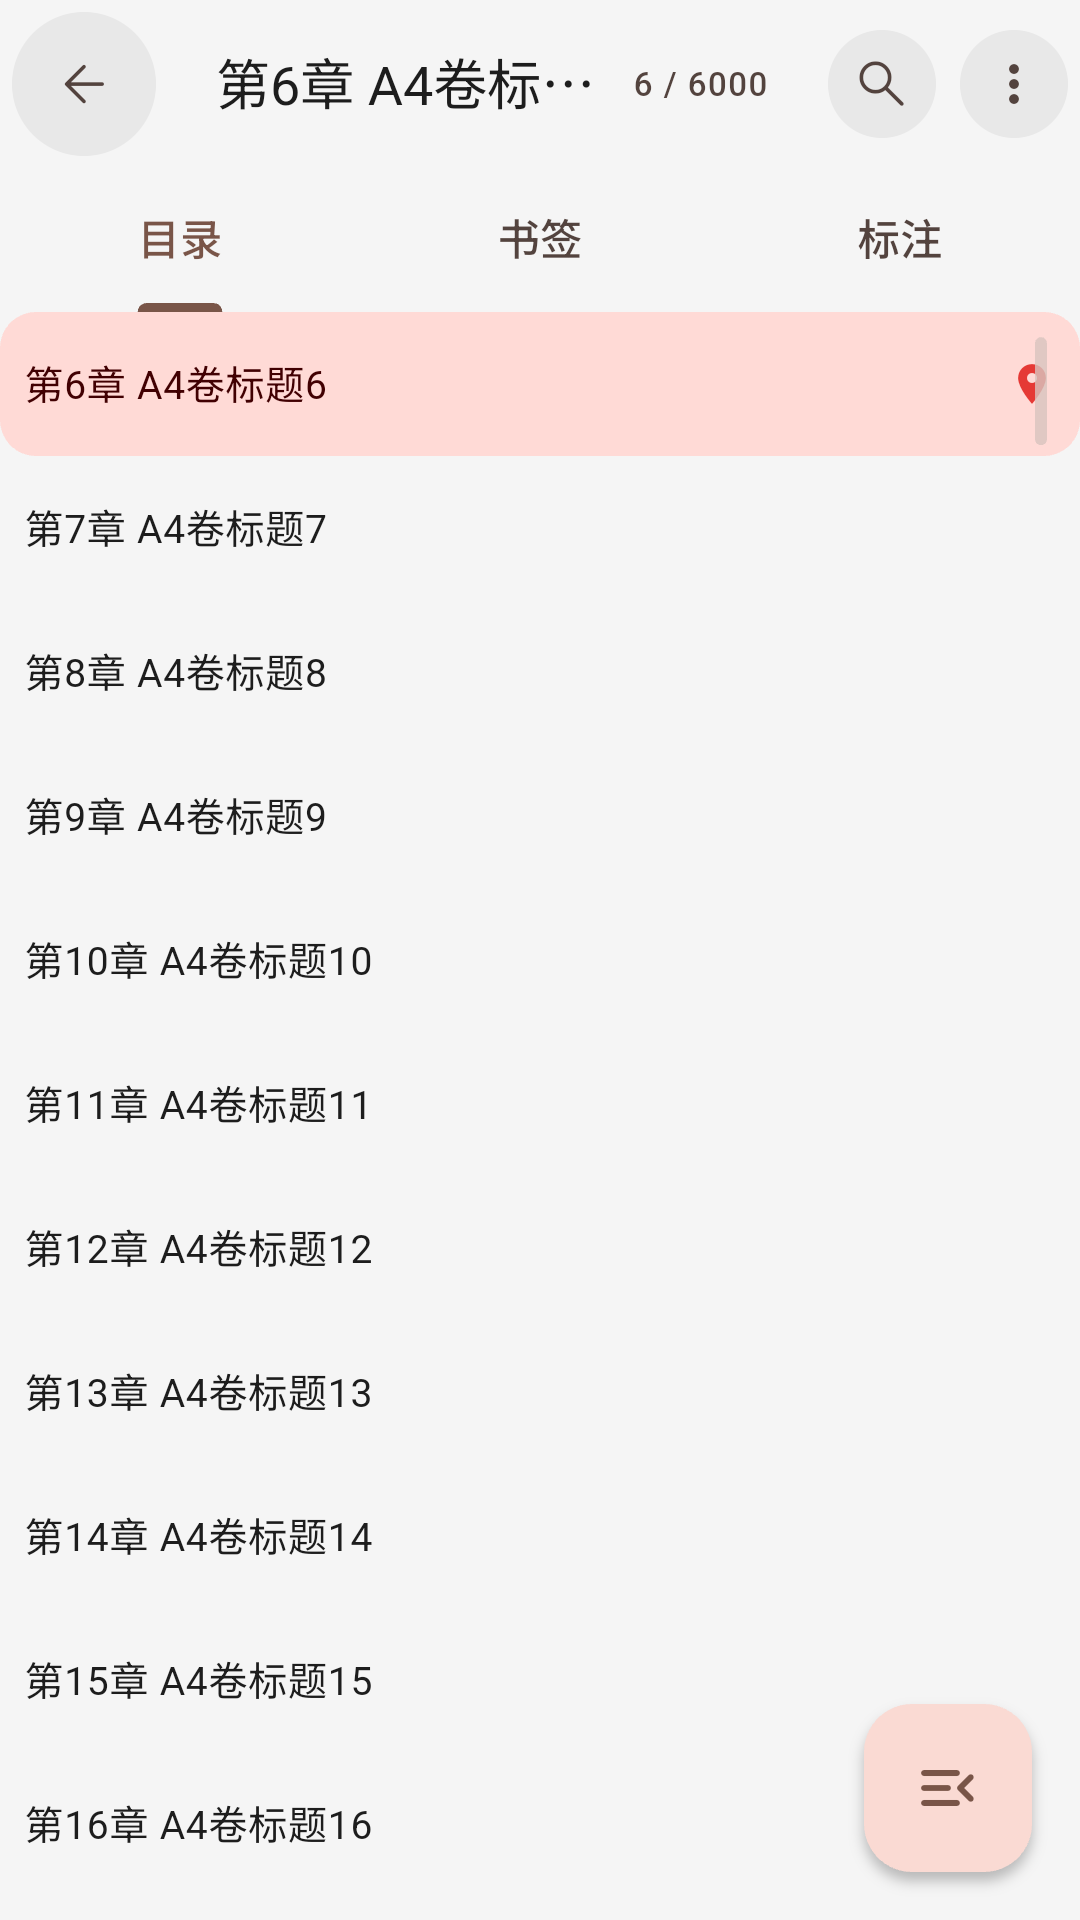 第6章 A4卷标… 6 / 6000
目录 书签 标注
第6章 A4卷标题6
第7章 A4卷标题7
第8章 A4卷标题8
第9章 A4卷标题9
第10章 A4卷标题10
第11章 A4卷标题11
第12章 A4卷标题12
第13章 A4卷标题13
第14章 A4卷标题14
第15章 A4卷标题15
第16章 A4卷标题16